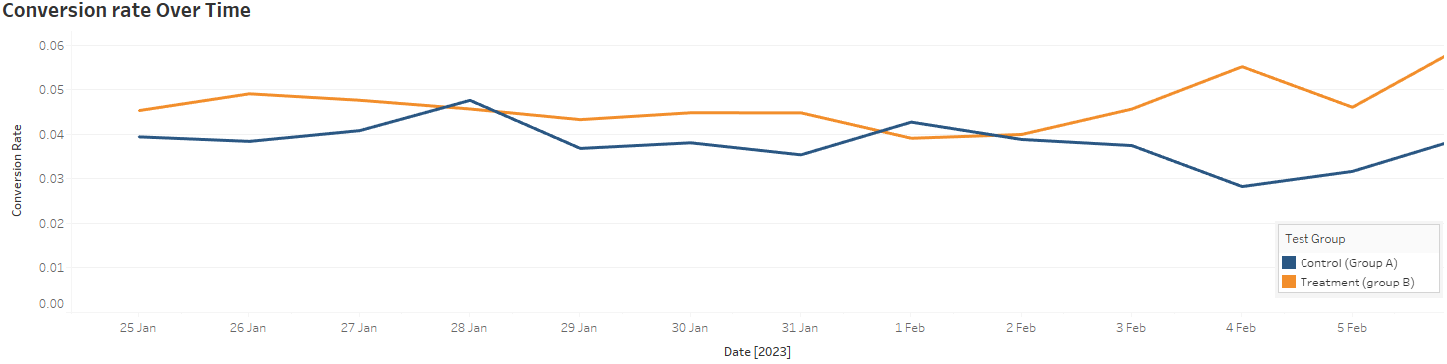 Conversion rate Over Time
0.06
0.05
0.04
0.03
0.02
0.01
0.00
Conversion Rate
25 Jan 26 Jan 27 Jan 28 Jan 29 Jan 30 Jan 31 Jan 1 Feb 2 Feb 3 Feb 4 Feb 5 Feb
Date [2023]
Test Group
Control (Group A)
Treatment (group B)